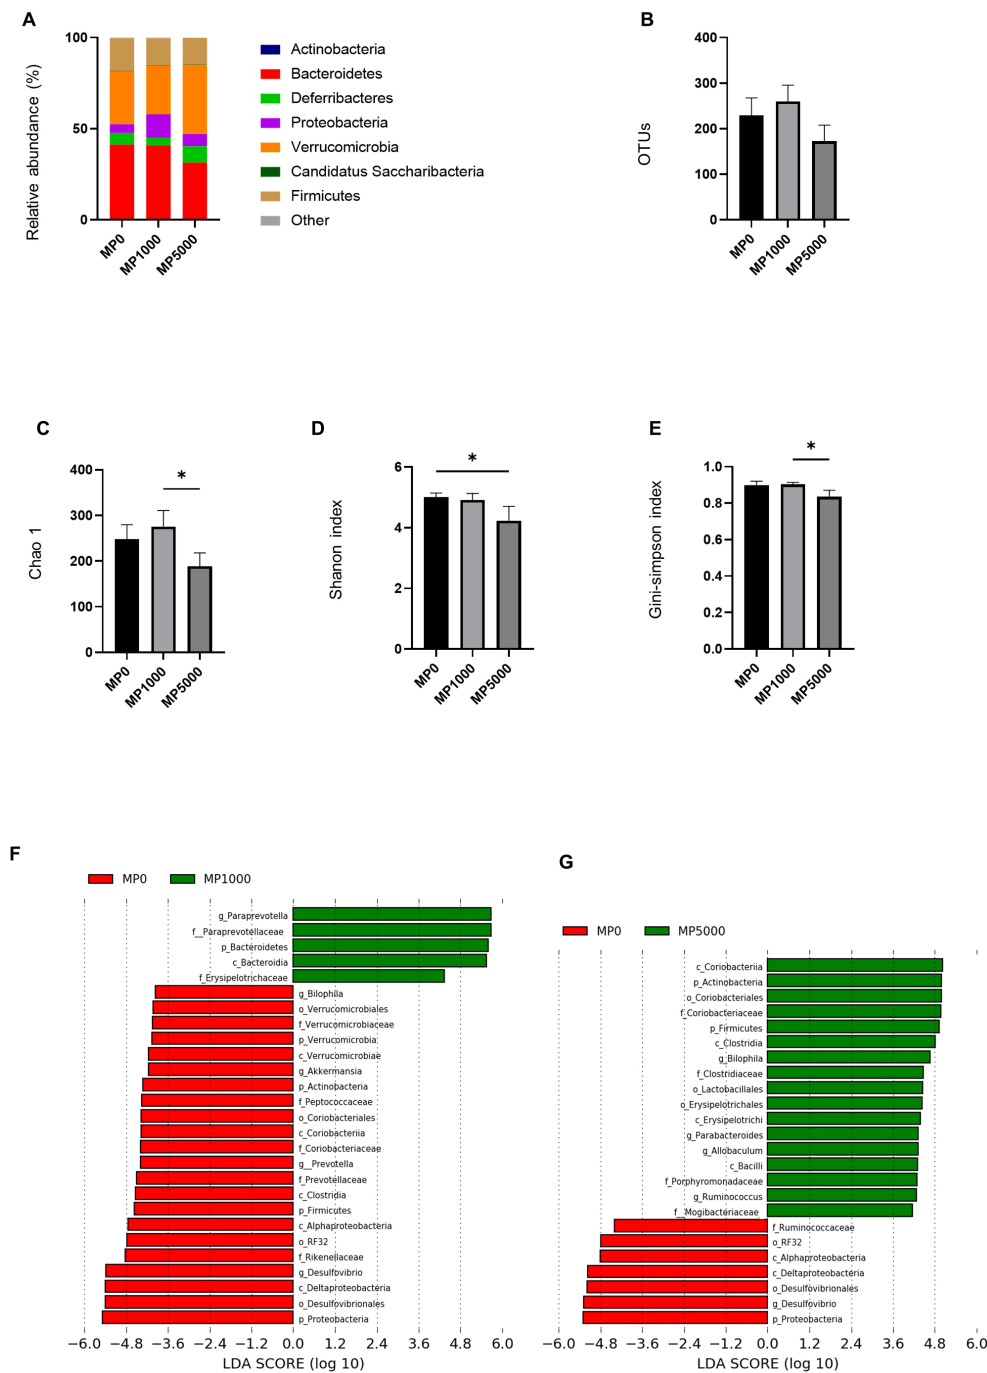 A
Relative abundance (%)
100
50
0
MP0
MP1000
MP5000
Actinobacteria
Bacteroidetes
Deferribacteres
Proteobacteria
Verrucomicrobia
Candidatus Saccharibacteria
Firmicutes
Other
B
OTUs
400
300
200
100
0
MP0
MP1000
MP5000
C
Chao 1
400
300
200
100
0
*
MP0
MP1000
MP5000
D
Shanon index
6
4
2
0
*
MP0
MP1000
MP5000
E
Gini-simpson index
1.0
0.8
0.6
0.4
0.2
0.0
*
MP0
MP1000
MP5000
F
MP0 MP1000
g_Paraprevotella
f__Paraprevotellaceae
p_Bacteroidetes
c_Bacteroidia
f_Erysipelotrichaceae
g_Bilophila
o_Verrucomicrobiales
f_Verrucomicrobiaceae
p_Verrucomicrobia
c_Verrucomicrobiae
g_Akkermansia
p_Actinobacteria
f_Peptococcaceae
o_Coriobacteriales
c_Coriobacteriia
f_Coriobacteriaceae
g__Prevotella
f_Prevotellaceae
c_Clostridia
p_Firmicutes
c_Alphaproteobacteria
o_RF32
f_Rikenellaceae
g_Desulfovibrio
c_Deltaproteobacteria
o_Desulfovibrionales
p_Proteobacteria
−6.0 −4.8 −3.6 −2.4 −1.2 0.0 1.2 2.4 3.6 4.8 6.0
LDA SCORE (log 10)
G
MP0 MP5000
c_Coriobacteriia
p_Actinobacteria
o_Coriobacteriales
f_Coriobacteriaceae
p_Firmicutes
c_Clostridia
g_Bilophila
f_Clostridiaceae
o_Lactobacillales
o_Erysipelotrichales
c_Erysipelotrichi
g_Parabacteroides
g_Allobaculum
c_Bacilli
f_Porphyromonadaceae
g_Ruminococcus
f__Mogibacteriaceae
f_Ruminococcaceae
o_RF32
c_Alphaproteobacteria
c_Deltaproteobacteria
o_Desulfovibrionales
g_Desulfovibrio
p_Proteobacteria
−6.0 −4.8 −3.6 −2.4 −1.2 0.0 1.2 2.4 3.6 4.8 6.0
LDA SCORE (log 10)